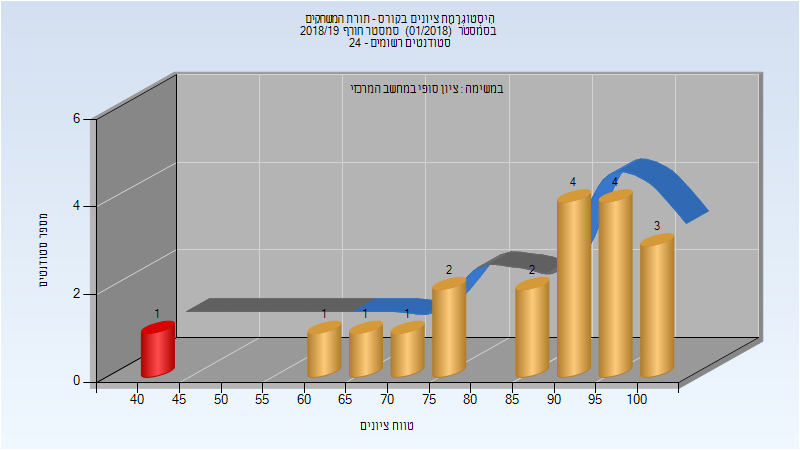 היסטוגרמת ציונים בקורס - תורת המשחקים
בסמסטר (01/2018) סמסטר חורף 2018/19
סטודנטים רשומים - 24
במשימה : ציון סופי במחשב המרכזי
מספר סטודנטים
6
4
2
0
1
1
1
1
2
2
4
4
3
40 45 50 55 60 65 70 75 80 85 90 95 100
טווח ציונים